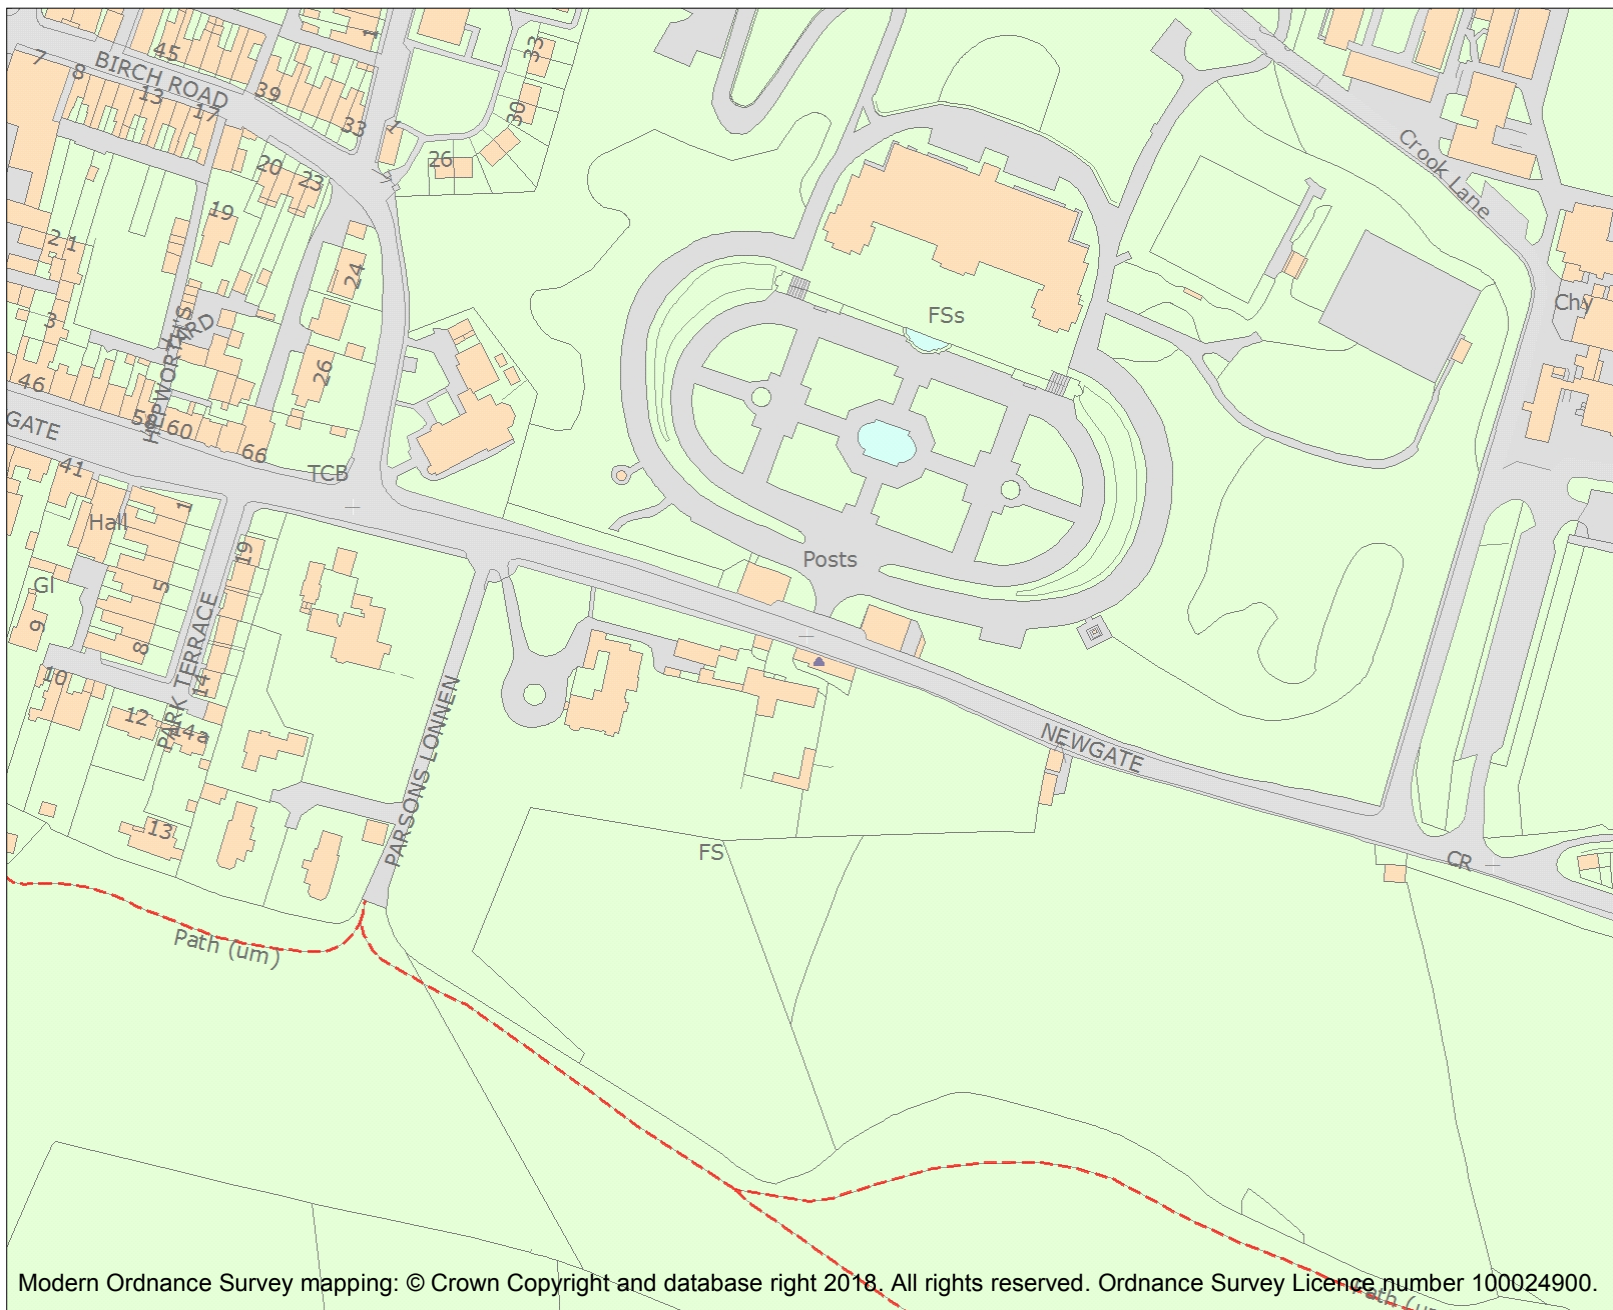 33
1
45
7
BIRCH ROAD
8
13
39
30
17
33
1
26
20
23
Crook Lane
19
21
24
Chy
FSs
3
HEPWORTH'S
YARD
26
46
58
60
GATE
66
41
TCB
1
Hall
19
Posts
Gl
5
9
8
PARK TERRACE
10
14
12
14a
PARSONS LONNEN
NEWGATE
13
FS
CR
Path (um)
Modern Ordnance Survey mapping: © Crown Copyright and database right 2018. All rights reserved. Ordnance Survey Licence number 100024900.